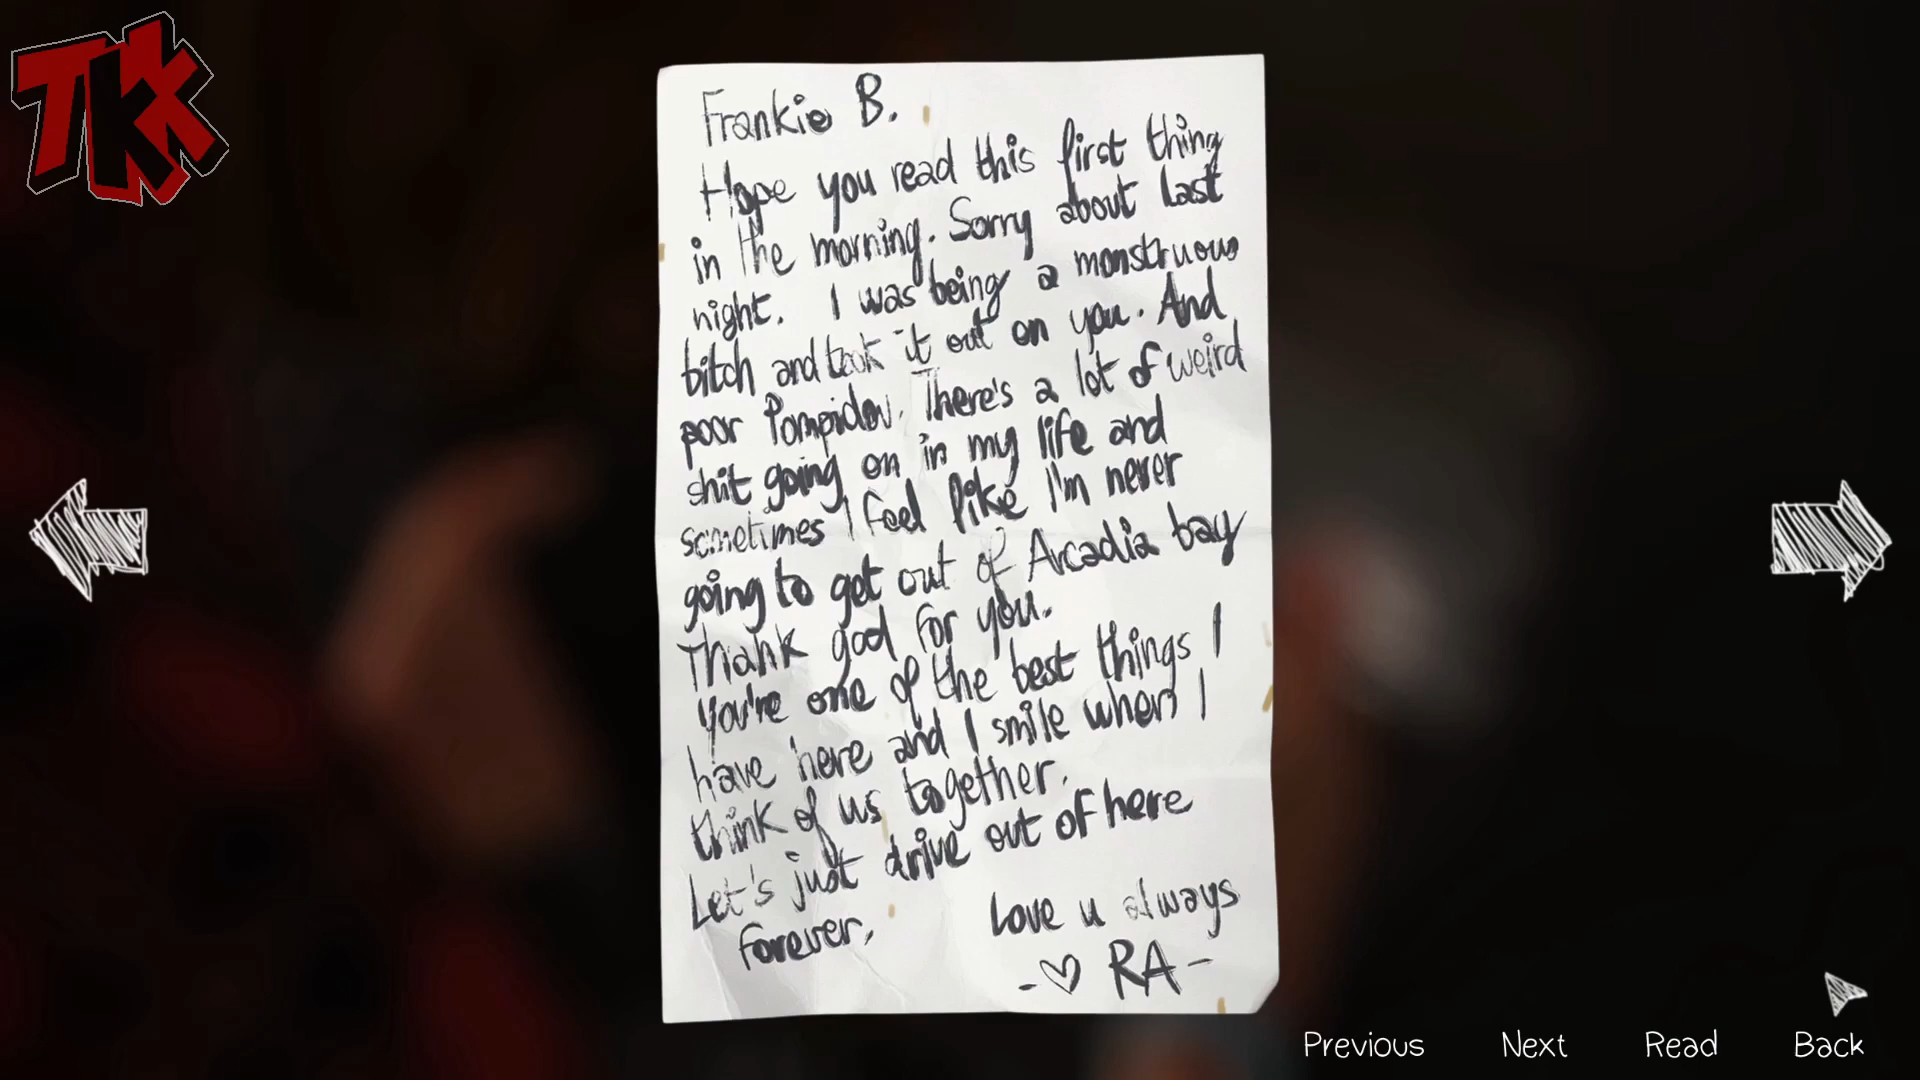 TKK
Frankie B.
Hope you read this first thing
in the morning. Sorry about last
night. I was being a monstruous
bitch and took it out on you. And
poor Pompidou. There's a lot of weird
shit going on in my life and
sometimes I feel like I'm never
going to get out of Arcadia bay
Thank god for you.
You're one of the best things I
have here and I smile when I
think of us together.
Let's just drive out of here
forever.
Love u always
-♡ RA-
Previous Next Read Back